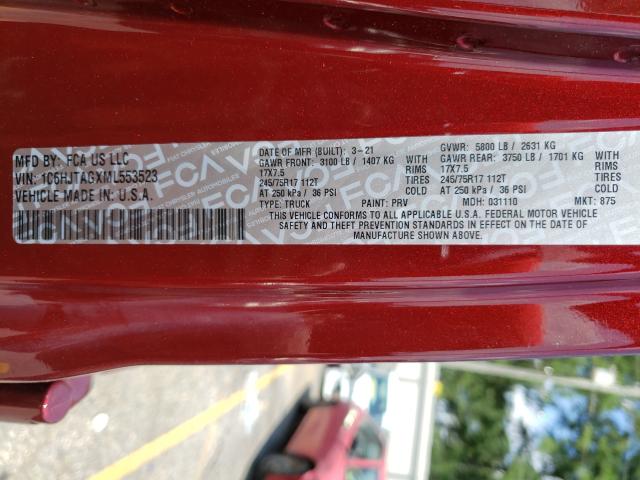 MFD BY: FCA US LLC
VIN: 1C6HJTAGXML553523
VEHICLE MADE IN U.S.A.
DATE OF MFR (BUILT): 3-21 GVWR: 5800 LB / 2631 KG
GAWR FRONT: 3100 LB / 1407 KG WITH GAWR REAR: 3750 LB / 1701 KG WITH
17X7.5 RIMS 17X7.5 RIMS
245/75R17 112T TIRES 245/75R17 112T TIRES
AT 250 kPa / 36 PSI COLD AT 250 kPa / 36 PSI COLD
TYPE: TRUCK PAINT: PRV MDH: 031110 MKT: 875
THIS VEHICLE CONFORMS TO ALL APPLICABLE U.S.A. FEDERAL MOTOR VEHICLE
SAFETY AND THEFT PREVENTION STANDARDS IN EFFECT ON THE DATE OF
MANUFACTURE SHOWN ABOVE.